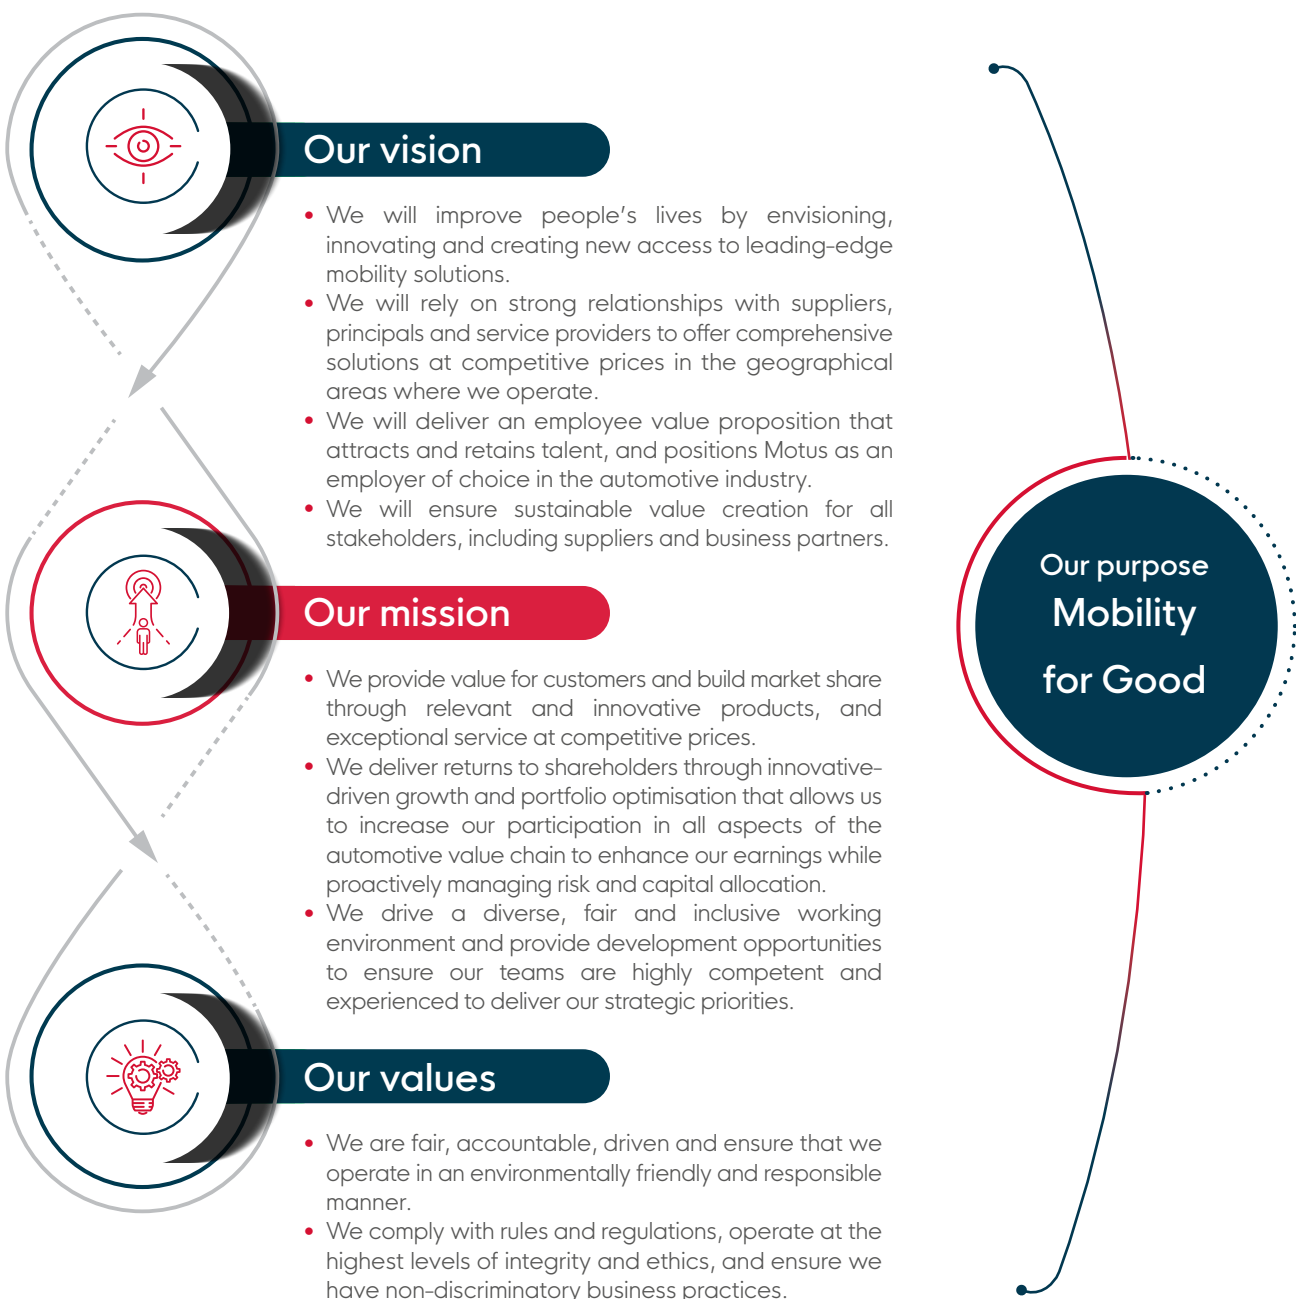 Our vision
• We will improve people's lives by envisioning,
innovating and creating new access to leading-edge
mobility solutions.
• We will rely on strong relationships with suppliers,
principals and service providers to offer comprehensive
solutions at competitive prices in the geographical
areas where we operate.
• We will deliver an employee value proposition that
attracts and retains talent, and positions Motus as an
employer of choice in the automotive industry.
• We will ensure sustainable value creation for all
stakeholders, including suppliers and business partners.
Our mission
• We provide value for customers and build market share
through relevant and innovative products, and
exceptional service at competitive prices.
• We deliver returns to shareholders through innovative-
driven growth and portfolio optimisation that allows us
to increase our participation in all aspects of the
automotive value chain to enhance our earnings while
proactively managing risk and capital allocation.
• We drive a diverse, fair and inclusive working
environment and provide development opportunities
to ensure our teams are highly competent and
experienced to deliver our strategic priorities.
Our values
• We are fair, accountable, driven and ensure that we
operate in an environmentally friendly and responsible
manner.
• We comply with rules and regulations, operate at the
highest levels of integrity and ethics, and ensure we
have non-discriminatory business practices.
Our purpose
Mobility
for Good